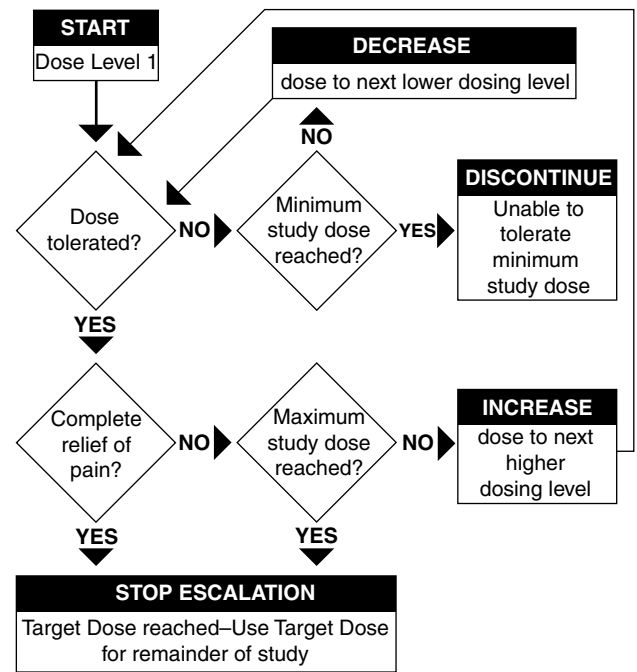 START
Dose Level 1
DECREASE
dose to next lower dosing level
NO
Dose
tolerated?
NO
Minimum
study dose
reached?
YES
DISCONTINUE
Unable to
tolerate
minimum
study dose
YES
Complete
relief of
pain?
NO
Maximum
study dose
reached?
NO
INCREASE
dose to next
higher
dosing level
YES
YES
STOP ESCALATION
Target Dose reached–Use Target Dose
for remainder of study